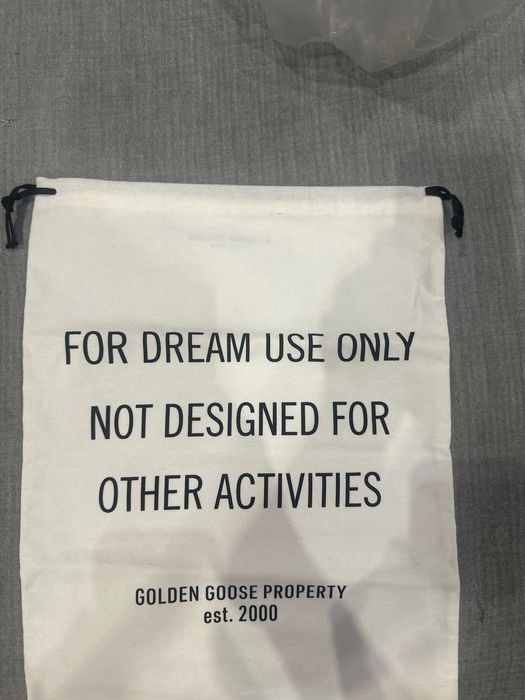 FOR DREAM USE ONLY
NOT DESIGNED FOR
OTHER ACTIVITIES
GOLDEN GOOSE PROPERTY
est. 2000